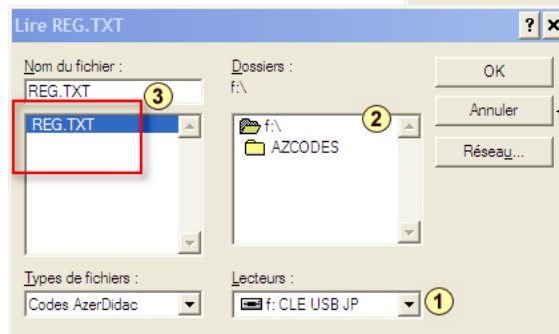 Lire REG.TXT
Nom du fichier :
REG.TXT
3
REG.TXT
Dossiers :
f:\
2
f:\
AZCODES
OK
Annuler
Réseau...
Types de fichiers :
Codes AzerDidac
Lecteurs :
f: CLE USB JP
1